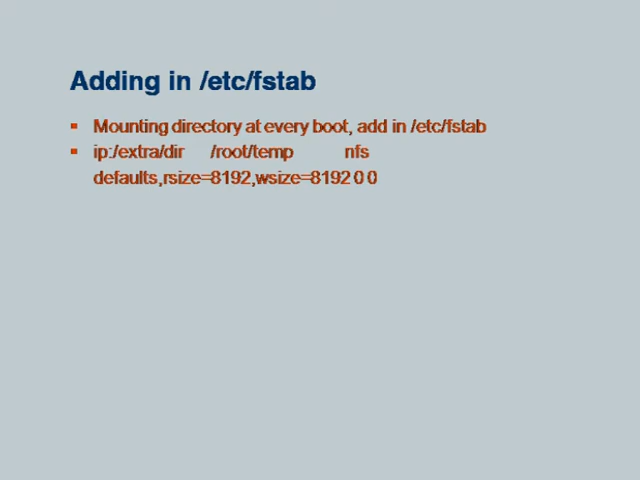 Adding in /etc/fstab
▪ Mounting directory at every boot, add in /etc/fstab
▪ ip:/extra/dir /root/temp nfs
defaults,rsize=8192,wsize=8192 0 0